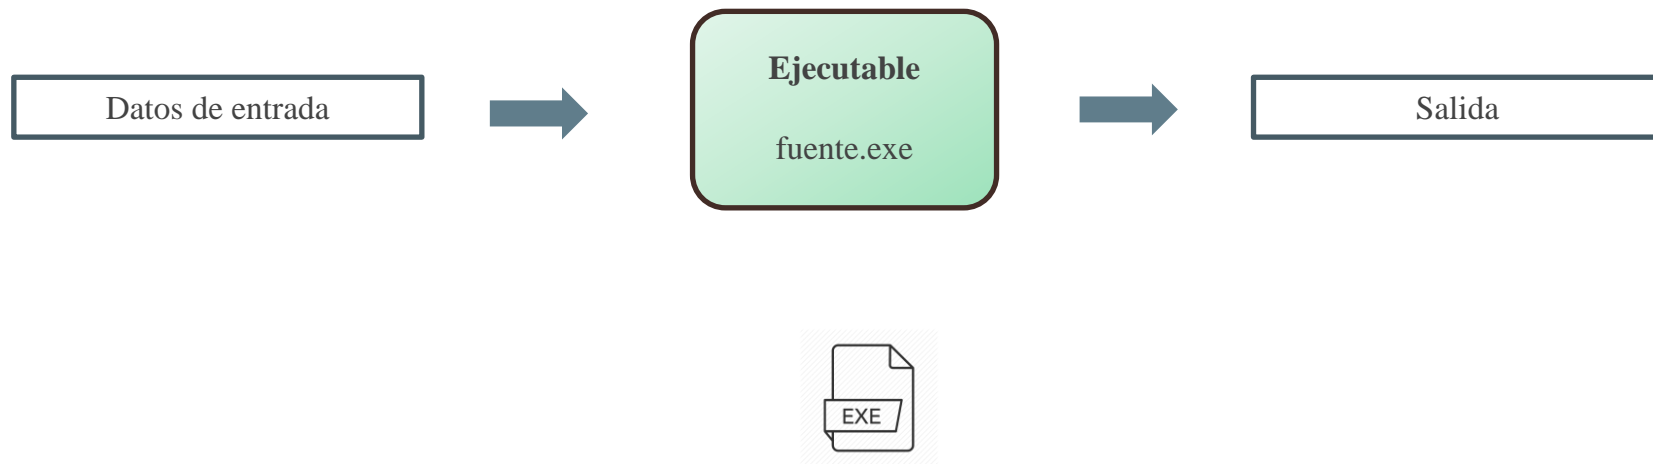 Datos de entrada
Ejecutable
fuente.exe
Salida
EXE